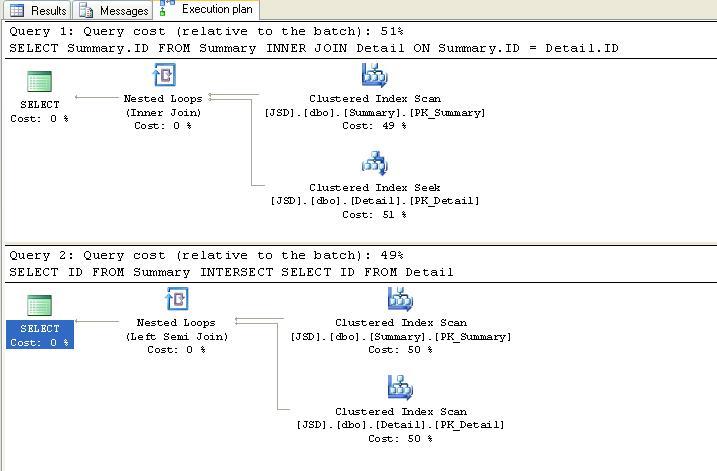 Results Messages Execution plan
Query 1: Query cost (relative to the batch): 51%
SELECT Summary.ID FROM Summary INNER JOIN Detail ON Summary.ID = Detail.ID
SELECT
Cost: 0 %
Nested Loops
(Inner Join)
Cost: 0 %
Clustered Index Scan
[JSD].[dbo].[Summary].[PK_Summary]
Cost: 49 %
Clustered Index Seek
[JSD].[dbo].[Detail].[PK_Detail]
Cost: 51 %
Query 2: Query cost (relative to the batch): 49%
SELECT ID FROM Summary INTERSECT SELECT ID FROM Detail
SELECT
Cost: 0 %
Nested Loops
(Left Semi Join)
Cost: 0 %
Clustered Index Scan
[JSD].[dbo].[Summary].[PK_Summary]
Cost: 50 %
Clustered Index Scan
[JSD].[dbo].[Detail].[PK_Detail]
Cost: 50 %